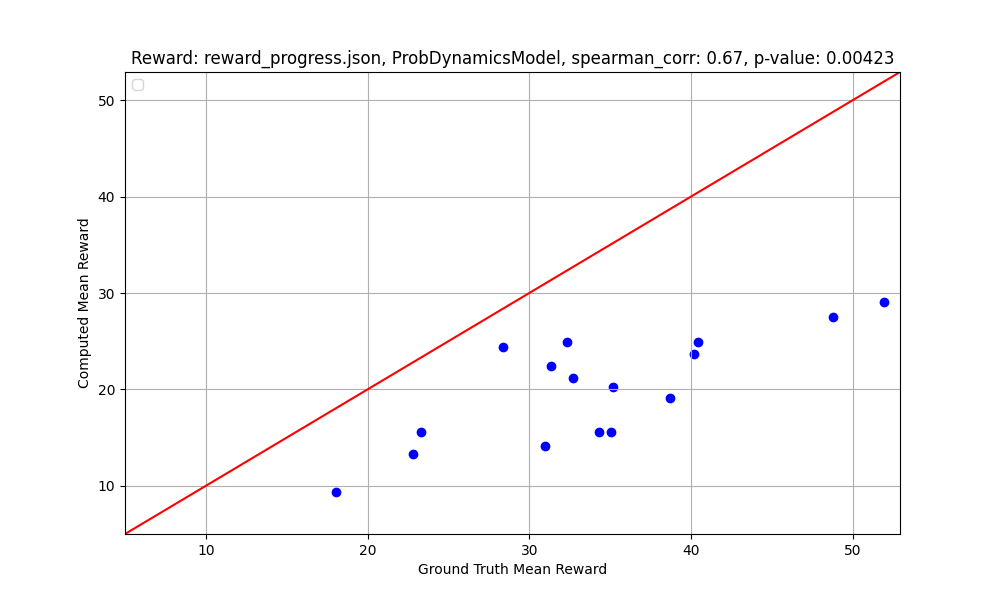 Reward: reward_progress.json, ProbDynamicsModel, spearman_corr: 0.67, p-value: 0.00423
50
40
30
20
10
Computed Mean Reward
10 20 30 40 50
Ground Truth Mean Reward